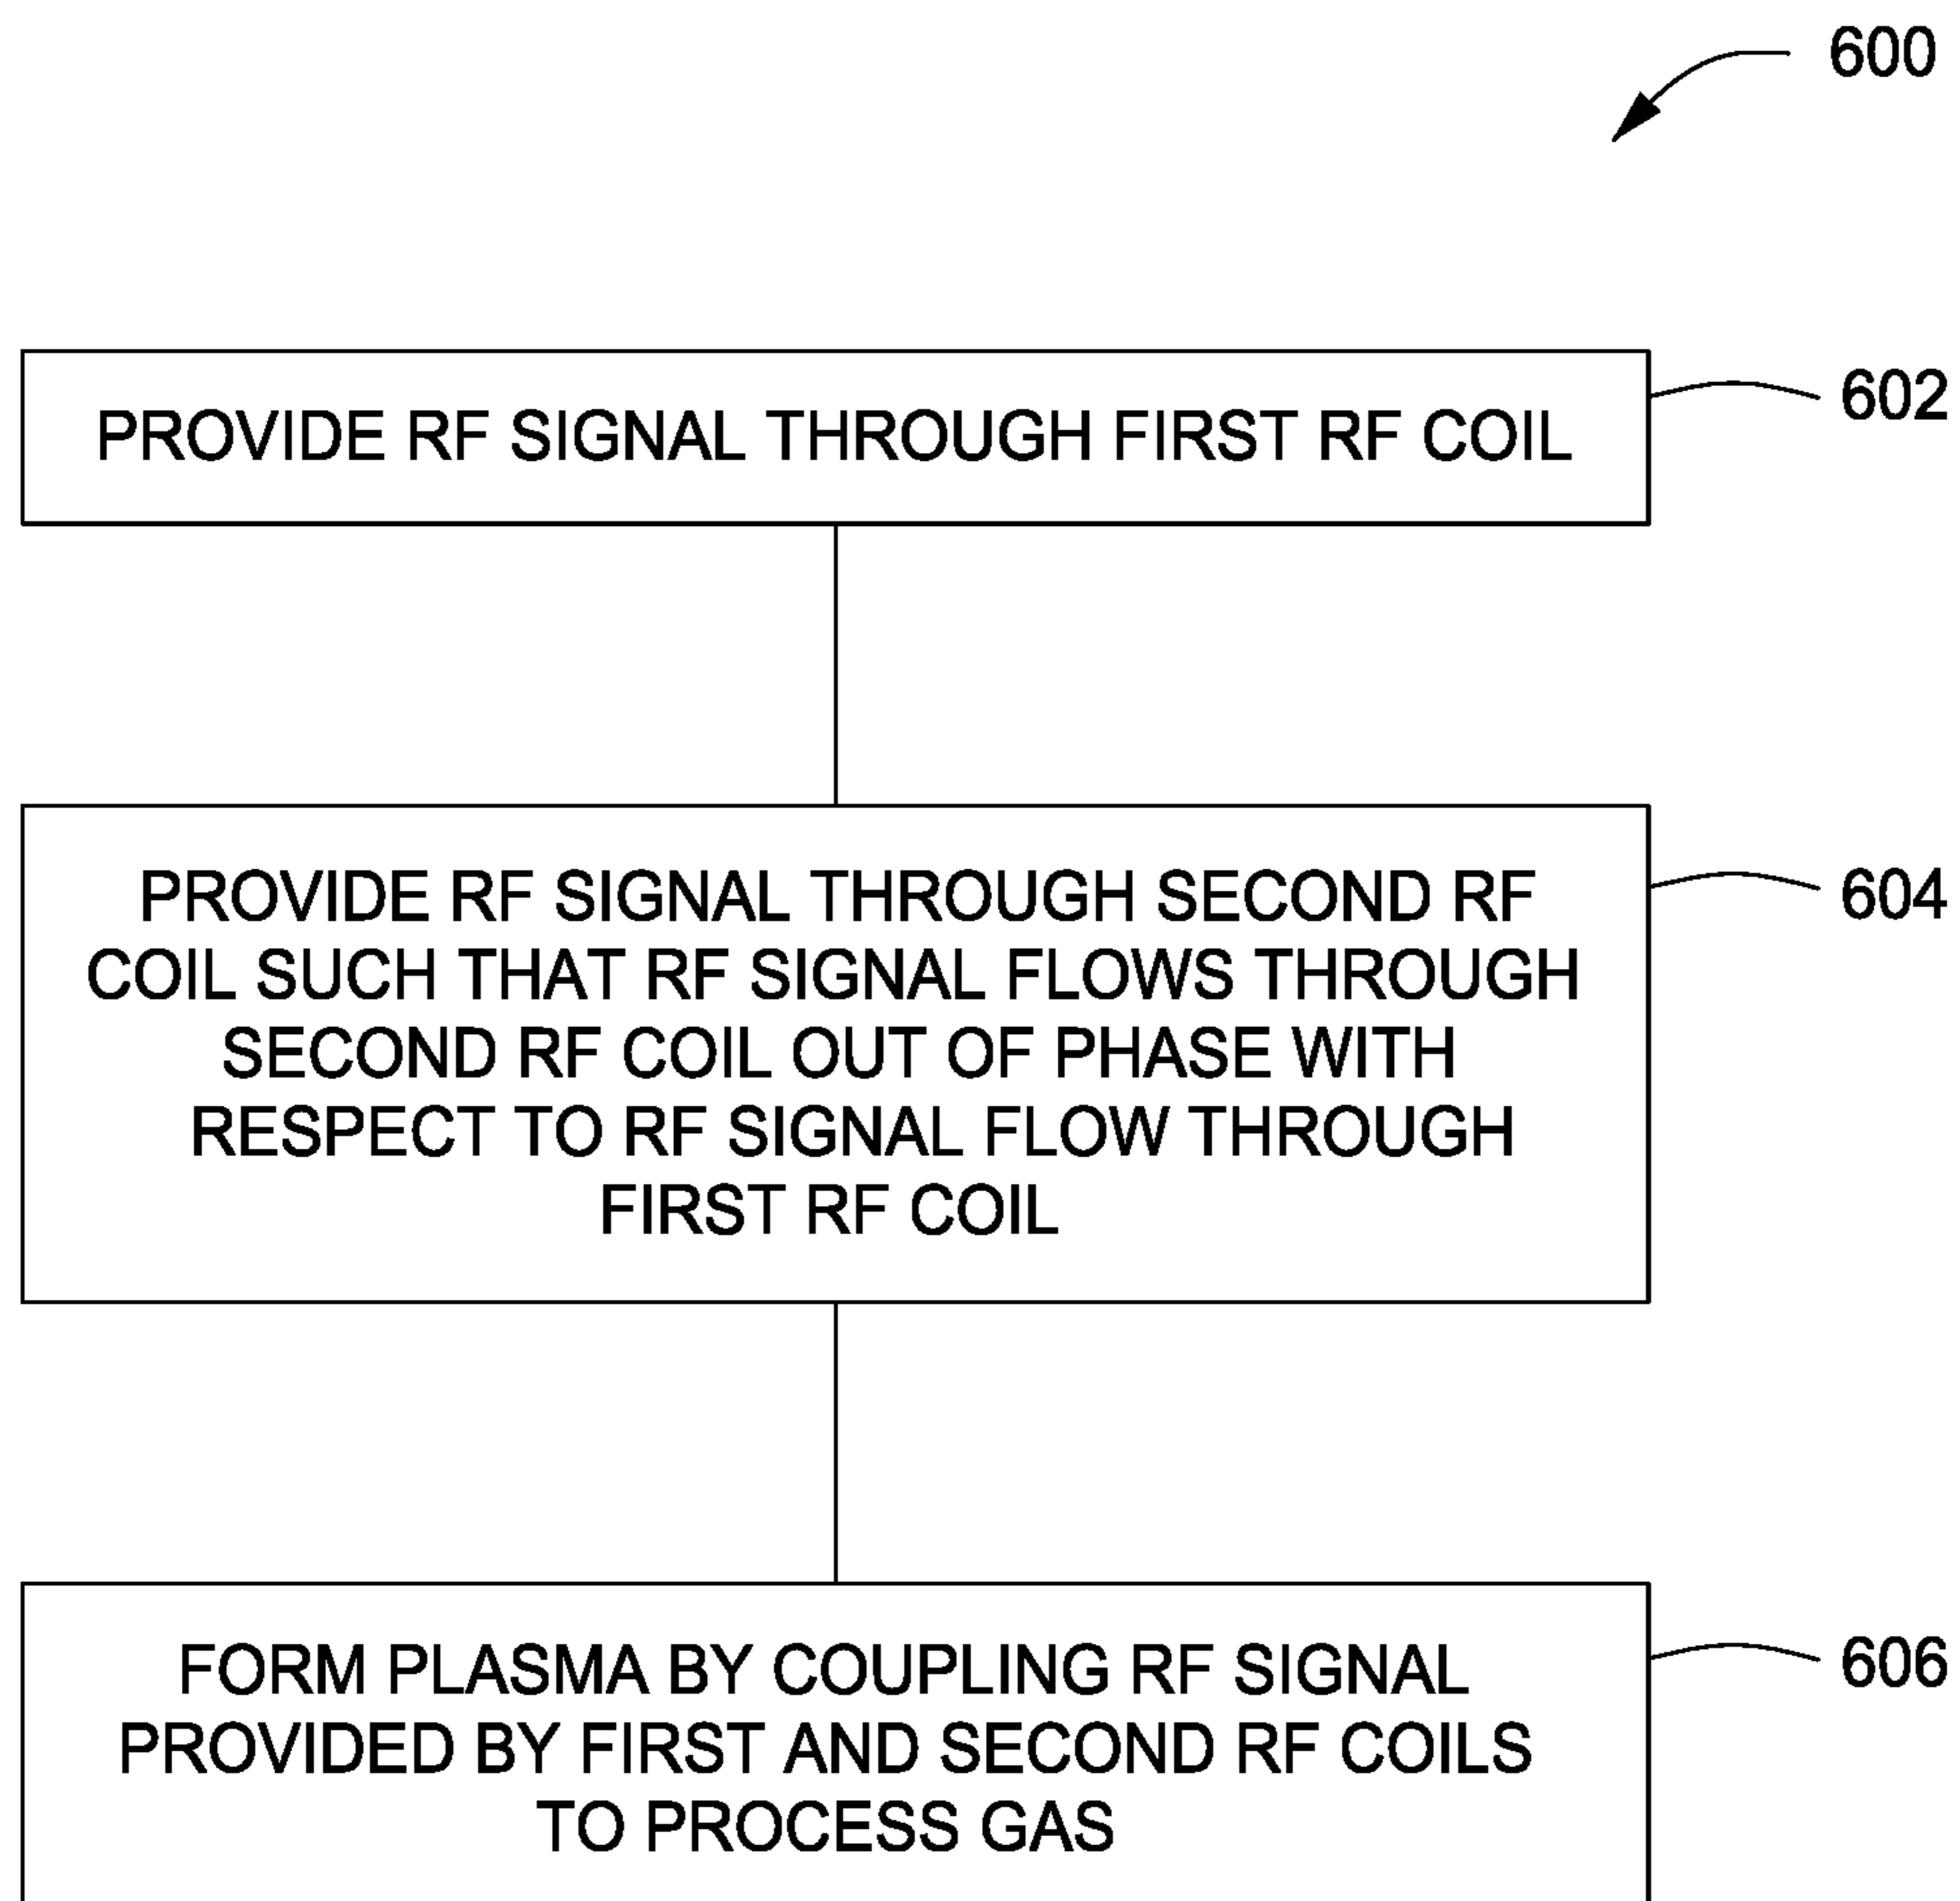 600
PROVIDE RF SIGNAL THROUGH FIRST RF COIL
602
PROVIDE RF SIGNAL THROUGH SECOND RF
COIL SUCH THAT RF SIGNAL FLOWS THROUGH
SECOND RF COIL OUT OF PHASE WITH
RESPECT TO RF SIGNAL FLOW THROUGH
FIRST RF COIL
604
FORM PLASMA BY COUPLING RF SIGNAL
PROVIDED BY FIRST AND SECOND RF COILS
TO PROCESS GAS
606